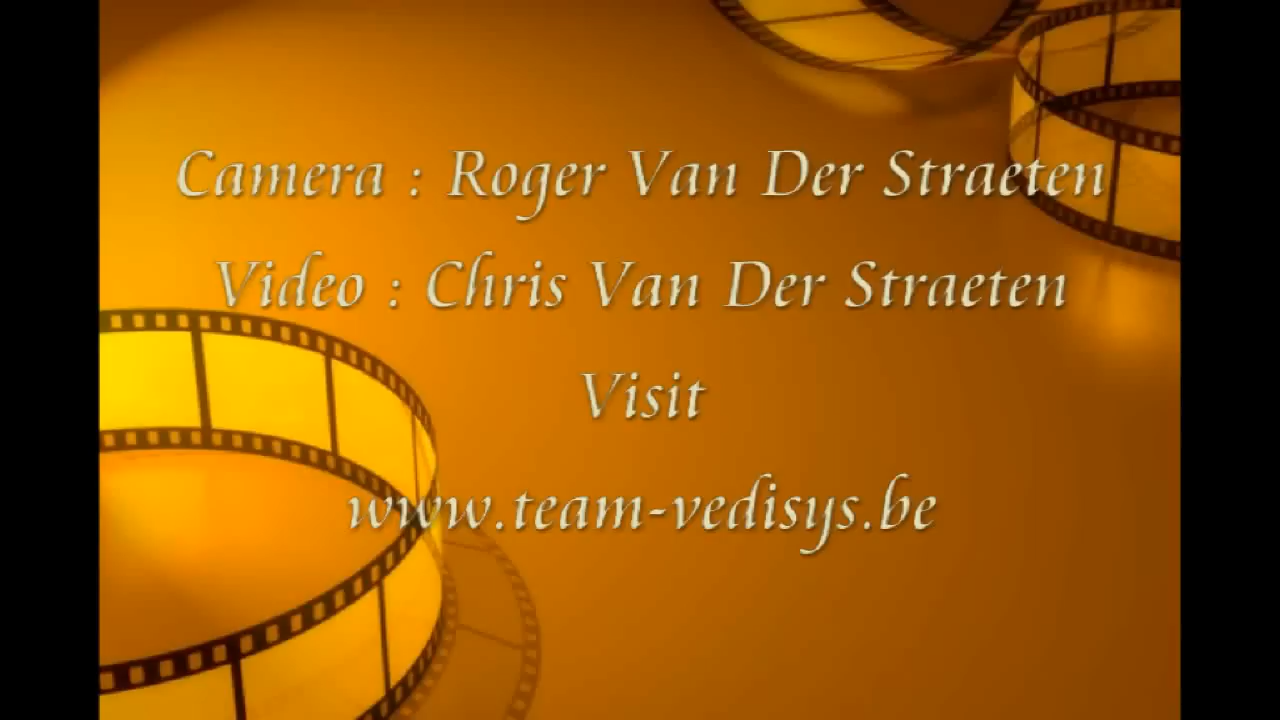 Camera : Roger Van Der Straeten
Video : Chris Van Der Straeten
Visit
www.team-vedisys.be